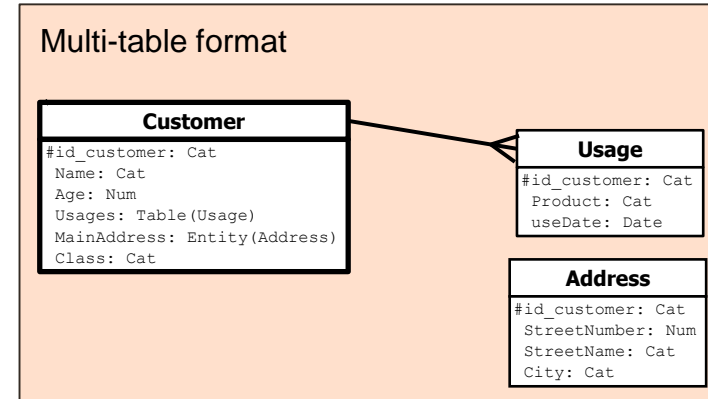 Multi-table format
Customer
#id_customer: Cat
Name: Cat
Age: Num
Usages: Table(Usage)
MainAddress: Entity(Address)
Class: Cat
Usage
#id_customer: Cat
Product: Cat
useDate: Date
Address
#id_customer: Cat
StreetNumber: Num
StreetName: Cat
City: Cat